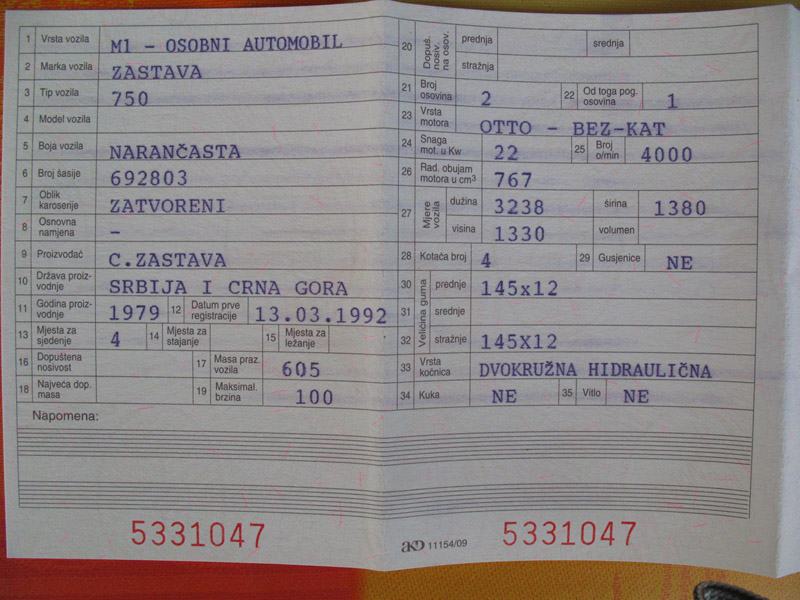 1 Vrsta vozila M1 - OSOBNI AUTOMOBIL
2 Marka vozila ZASTAVA
3 Tip vozila 750
4 Model vozila
5 Boja vozila NARANČASTA
6 Broj šasije 692803
7 Oblik karoserije ZATVORENI
8 Osnovna namjena -
9 Proizvođač C.ZASTAVA
10 Država proiz-
vodnje SRBIJA I CRNA GORA
11 Godina proiz-
vodnje 1979 12 Datum prve registracije 13.03.1992
13 Mjesta za sjedenje 4 14 Mjesta za stajanje 15 Mjesta za ležanje
16 Dopuštena nosivost 17 Masa praz. vozila 605
18 Najveća dop. masa 19 Maksimal. brzina 100
20 Dopuš. nosiv. na osov. prednja srednja
stražnja
21 Broj osovina 2 22 Od toga pog. osovina 1
23 Vrsta motora OTTO - BEZ-KAT
24 Snaga mot. u Kw 22 25 Broj o/min 4000
26 Rad. obujam motora u cm³ 767
27 Mjere vozila dužina 3238 širina 1380
visina 1330 volumen
28 Kotača broj 4 29 Gusjenice NE
30 Veličina guma prednje 145x12
31 srednje
32 stražnje 145X12
33 Vrsta kočnica DVOKRUŽNA HIDRAULIČNA
34 Kuka NE 35 Vitlo NE
Napomena:
5331047
akd 11154/09
5331047